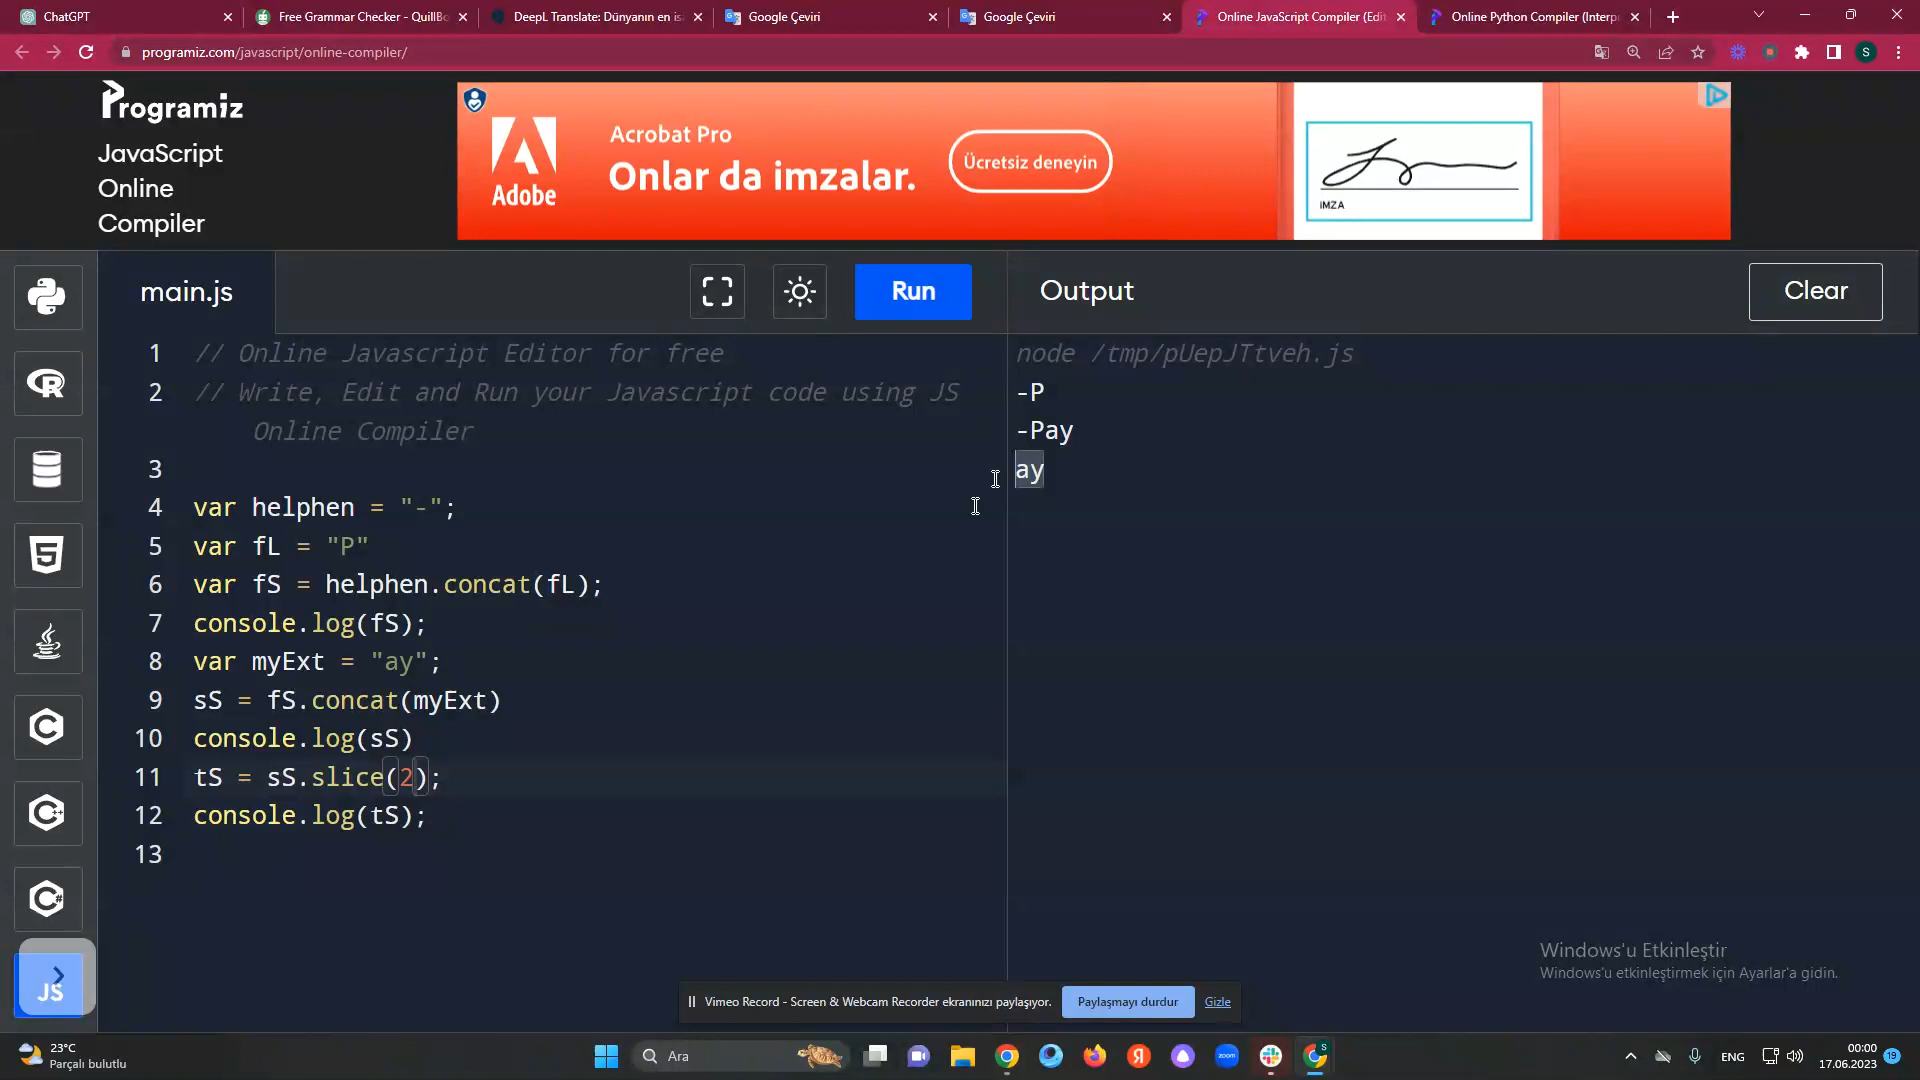 ChatGPT
Free Grammar Checker - QuillB
DeepL Translate: Dünyanın en is
Google Çeviri
Google Çeviri
Online JavaScript Compiler (Edit
Online Python Compiler (Interp
programiz.com/javascript/online-compiler/
S
Programiz
JavaScript
Online
Compiler
Adobe
Acrobat Pro
Onlar da imzalar.
Ücretsiz deneyin
İMZA
main.js
Run
Output
Clear
1 // Online Javascript Editor for free
2 // Write, Edit and Run your Javascript code using JS
Online Compiler
3
4 var helphen = "-";
5 var fL = "P"
6 var fS = helphen.concat(fL);
7 console.log(fS);
8 var myExt = "ay";
9 sS = fS.concat(myExt)
10 console.log(sS)
11 tS = sS.slice(2);
12 console.log(tS);
13
node /tmp/pUepJTtveh.js
-P
-Pay
ay
JS
Windows'u Etkinleştir
Windows'u etkinleştirmek için Ayarlar'a gidin.
Vimeo Record - Screen & Webcam Recorder ekranınızı paylaşıyor.
Paylaşmayı durdur
Gizle
23°C
Parçalı bulutlu
Ara
zoom
ENG
00:00
17.06.2023
19